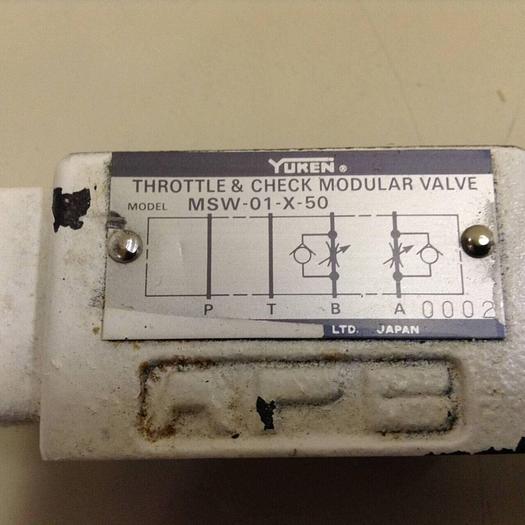 YUKEN ®
THROTTLE & CHECK MODULAR VALVE
MODEL MSW-01-X-50
P T B A 0002
LTD. JAPAN